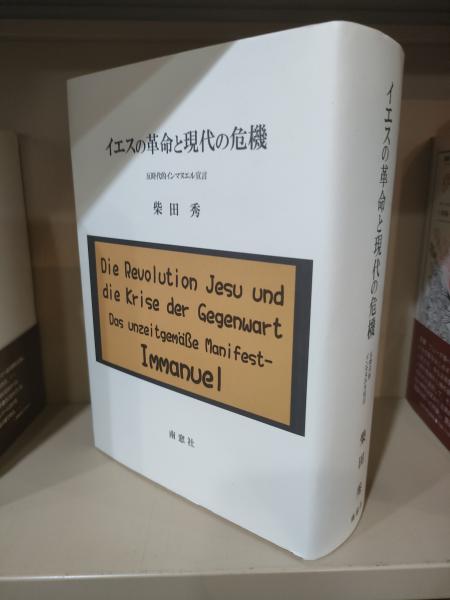 イエスの革命と現代の危機
反時代的インマヌエル宣言
柴田 秀
Die Revolution Jesu und
die Krise der Gegenwart
Das unzeitgemäße Manifest-
Immanuel
南窓社
イエスの革命と現代の危機
柴田 秀